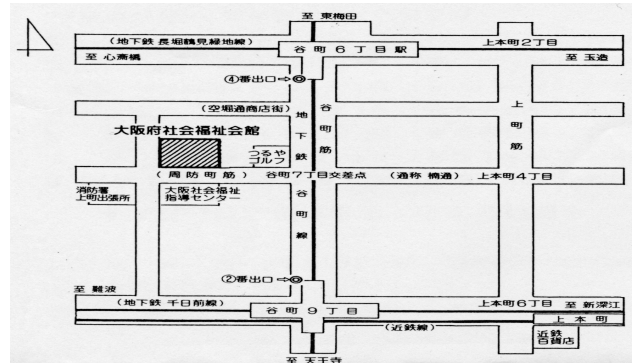 至 東梅田
(地下鉄 長堀鶴見緑地線)
谷町6丁目駅
上本町2丁目
至 心斎橋
至 玉造
④番出口⇨
(空堀通商店街)
地下鉄谷町線
谷町筋
上町筋
大阪府社会福祉会館
つるや
ゴルフ
(周防町筋)
谷町7丁目交差点
(通称 楠通)
上本町4丁目
消防署
上町出張所
大阪社会福祉
指導センター
②番出口⇨
至 難波
(地下鉄 千日前線)
谷町9丁目
上本町6丁目
至 新深江
上本町
(近鉄線)
近鉄
百貨店
至 天王寺